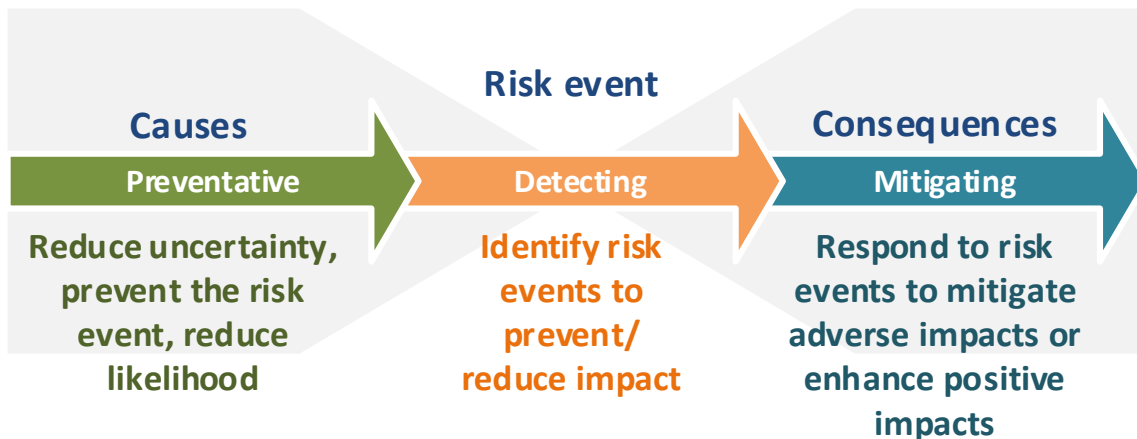 Risk event
Causes
Consequences
Preventative
Detecting
Mitigating
Reduce uncertainty,
prevent the risk
event, reduce
likelihood
Identify risk
events to
prevent/
reduce impact
Respond to risk
events to mitigate
adverse impacts or
enhance positive
impacts